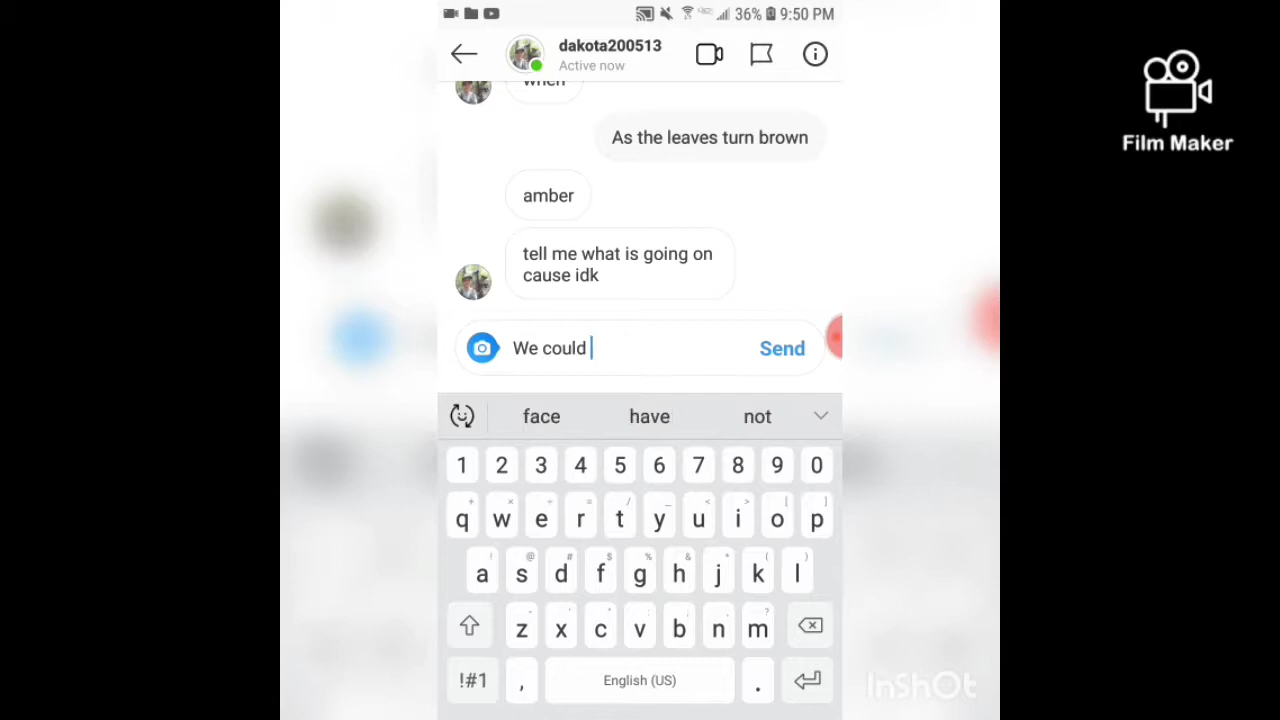 36% 9:50 PM
dakota200513
Active now
when
As the leaves turn brown
amber
tell me what is going on
cause idk
We could
Send
face have not
1 2 3 4 5 6 7 8 9 0
+ × ÷ = / _ < > [ ]
q w e r t y u i o p
! @ # $ % & * ( )
a s d f g h j k l
- ' " : ; , ?
z x c v b n m
!#1 , English (US) .
Film Maker
InShOt